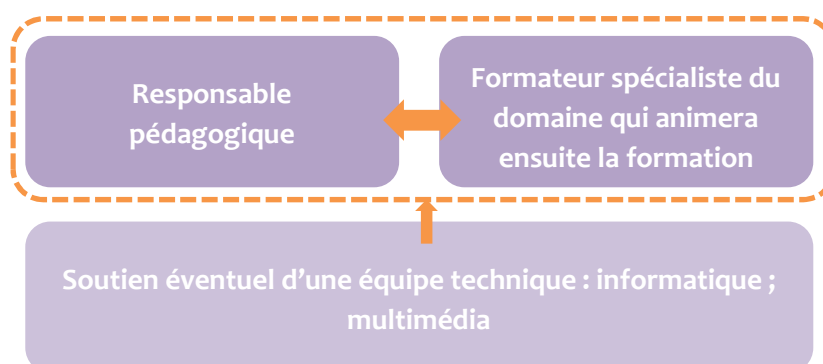 Responsable
pédagogique
Formateur spécialiste du
domaine qui animera
ensuite la formation
Soutien éventuel d’une équipe technique : informatique ;
multimédia